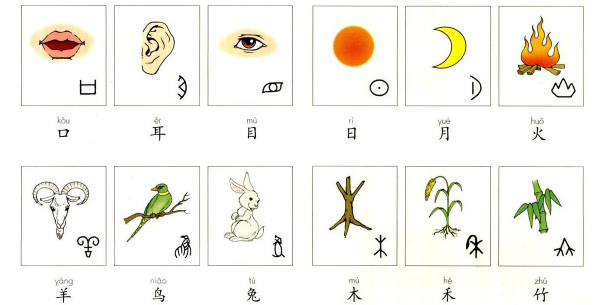 kǒu ěr mù rì yuè huǒ
口 耳 目 日 月 火
yáng niǎo tù mù hé zhú
羊 鸟 兔 木 禾 竹